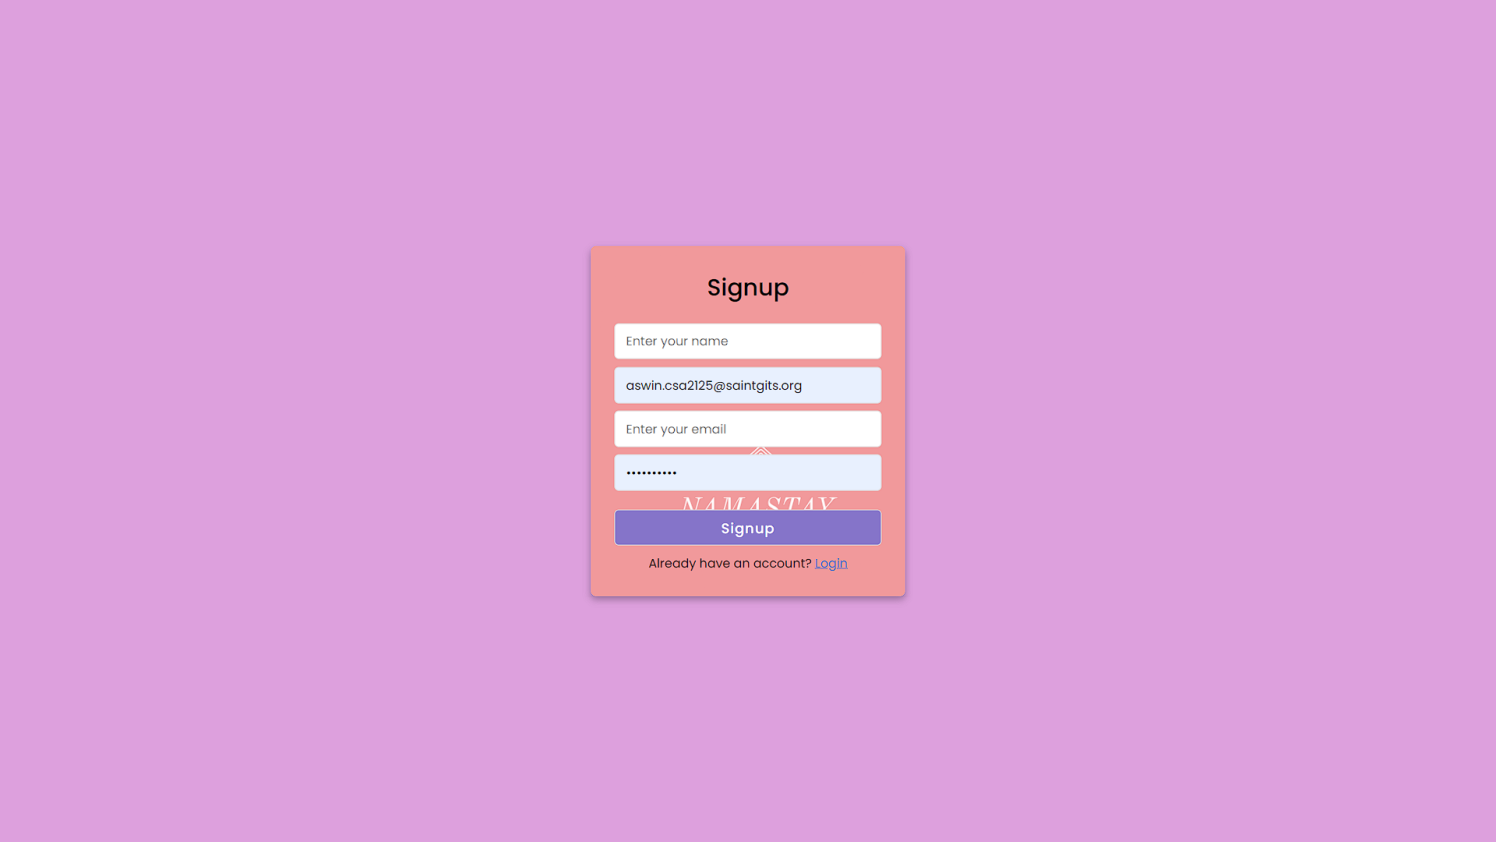 Signup
Enter your name
aswin.csa2125@saintgits.org
Enter your email
••••••••••
NAMASTAY
Signup
Already have an account? Login